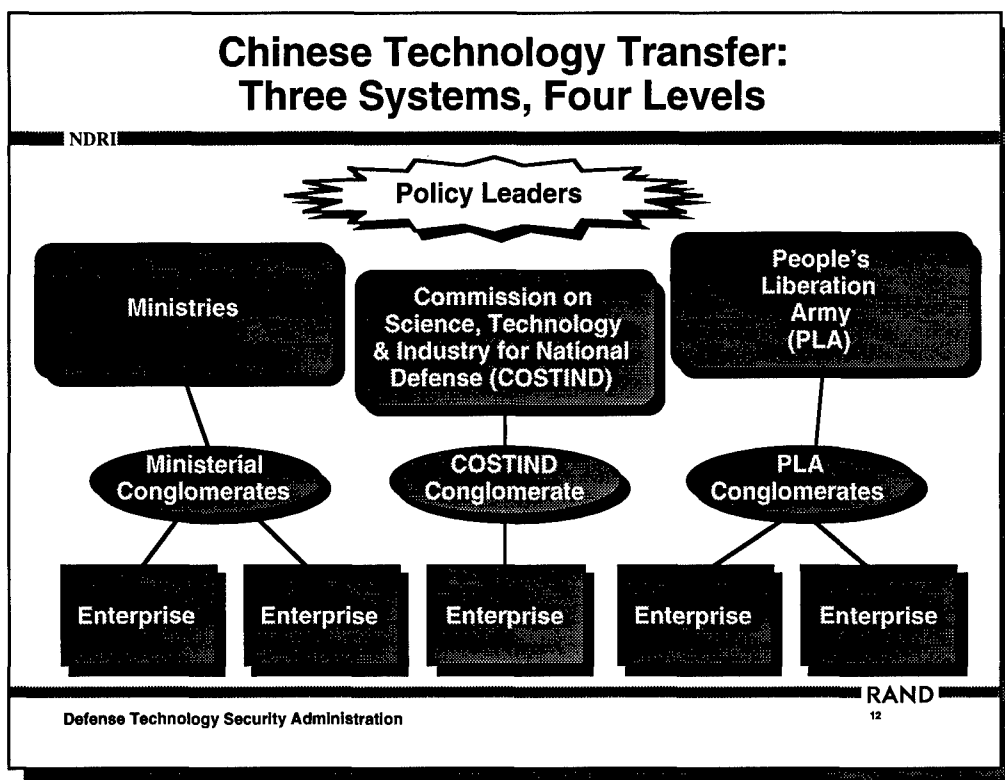 Chinese Technology Transfer:
Three Systems, Four Levels
NDRI
Policy Leaders
Ministries
Commission on
Science, Technology
& Industry for National
Defense (COSTIND)
People's
Liberation
Army
(PLA)
Ministerial
Conglomerates
COSTIND
Conglomerate
PLA
Conglomerates
Enterprise
Enterprise
Enterprise
Enterprise
Enterprise
RAND
Defense Technology Security Administration
12